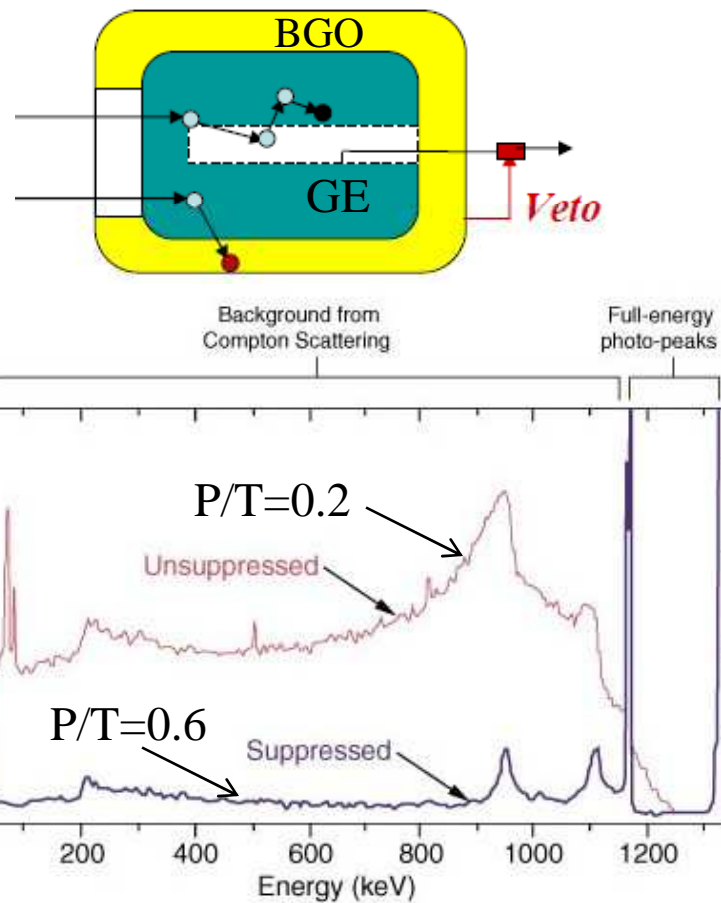 BGO
GE
Veto
Background from
Compton Scattering
Full-energy
photo-peaks
P/T=0.2
Unsuppressed
P/T=0.6
Suppressed
200 400 600 800 1000 1200
Energy (keV)